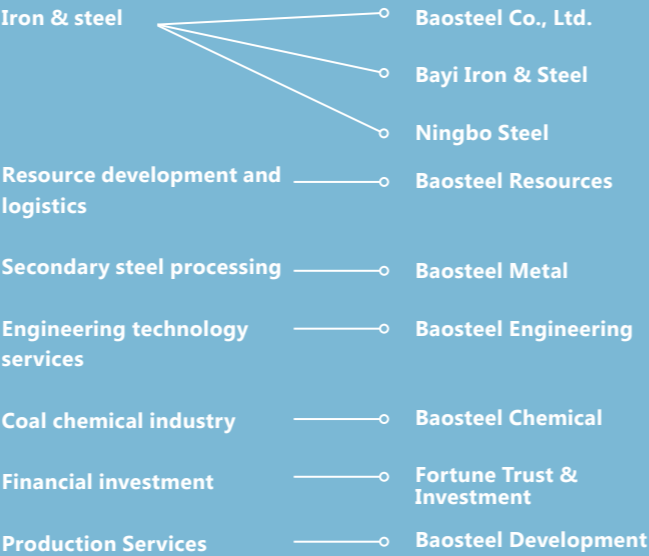 Iron & steel
Baosteel Co., Ltd.
Bayi Iron & Steel
Ningbo Steel
Resource development and
logistics
Baosteel Resources
Secondary steel processing
Baosteel Metal
Engineering technology
services
Baosteel Engineering
Coal chemical industry
Baosteel Chemical
Financial investment
Fortune Trust &
Investment
Production Services
Baosteel Development